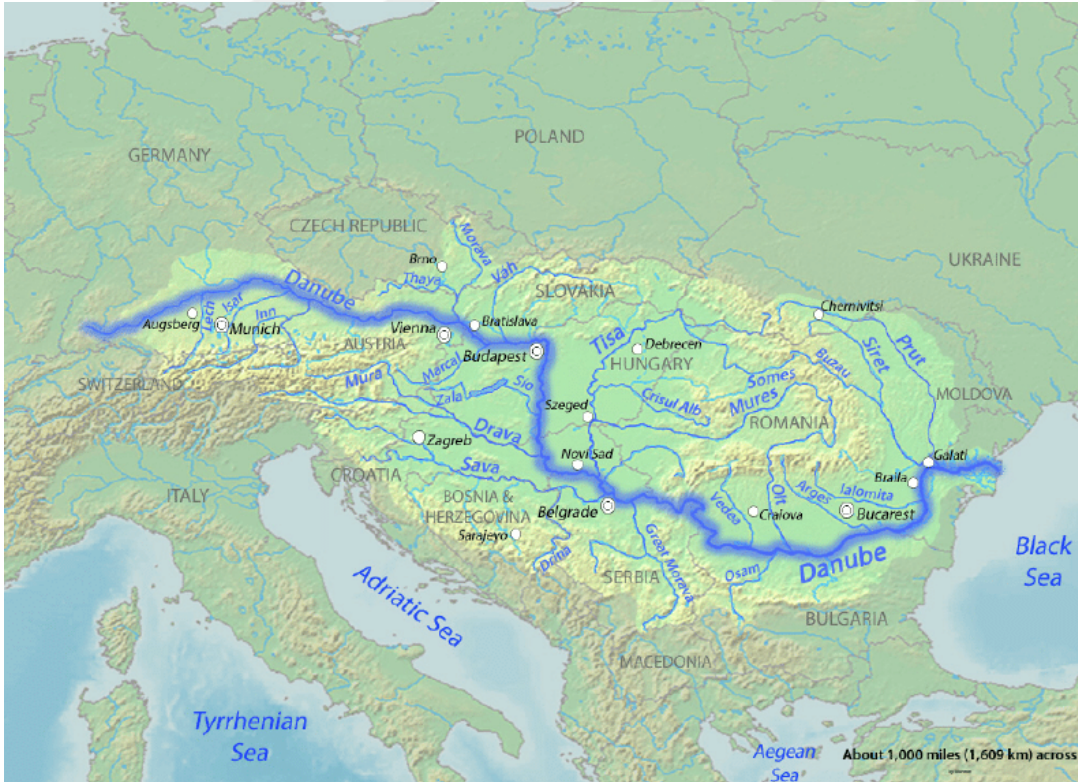 POLAND
GERMANY
CZECH REPUBLIC
Morava
UKRAINE
Brno
Thaya
Vah
SLOVAKIA
Danube
Chernivitsi
Lech
Isar
Inn
Augsberg
Munich
Vienna
Bratislava
AUSTRIA
Budapest
Tisa
Debrecen
HUNGARY
Buzau
Siret
Prut
SWITZERLAND
Mura
Marcal
Zala
Sio
Somes
Crisul Alb
Mures
MOLDOVA
Szeged
ROMANIA
Drava
Zagreb
Novi Sad
Galati
Sava
CROATIA
Braila
ITALY
BOSNIA &
HERZEGOVINA
Belgrade
Vedea
Olt
Arges
Ialomita
Cralova
Bucarest
Sarajevo
Drina
Great Morava
SERBIA
Osam
Danube
Black
Sea
Adriatic Sea
BULGARIA
MACEDONIA
Tyrrhenian
Sea
Aegean
Sea
About 1,000 miles (1,609 km) across